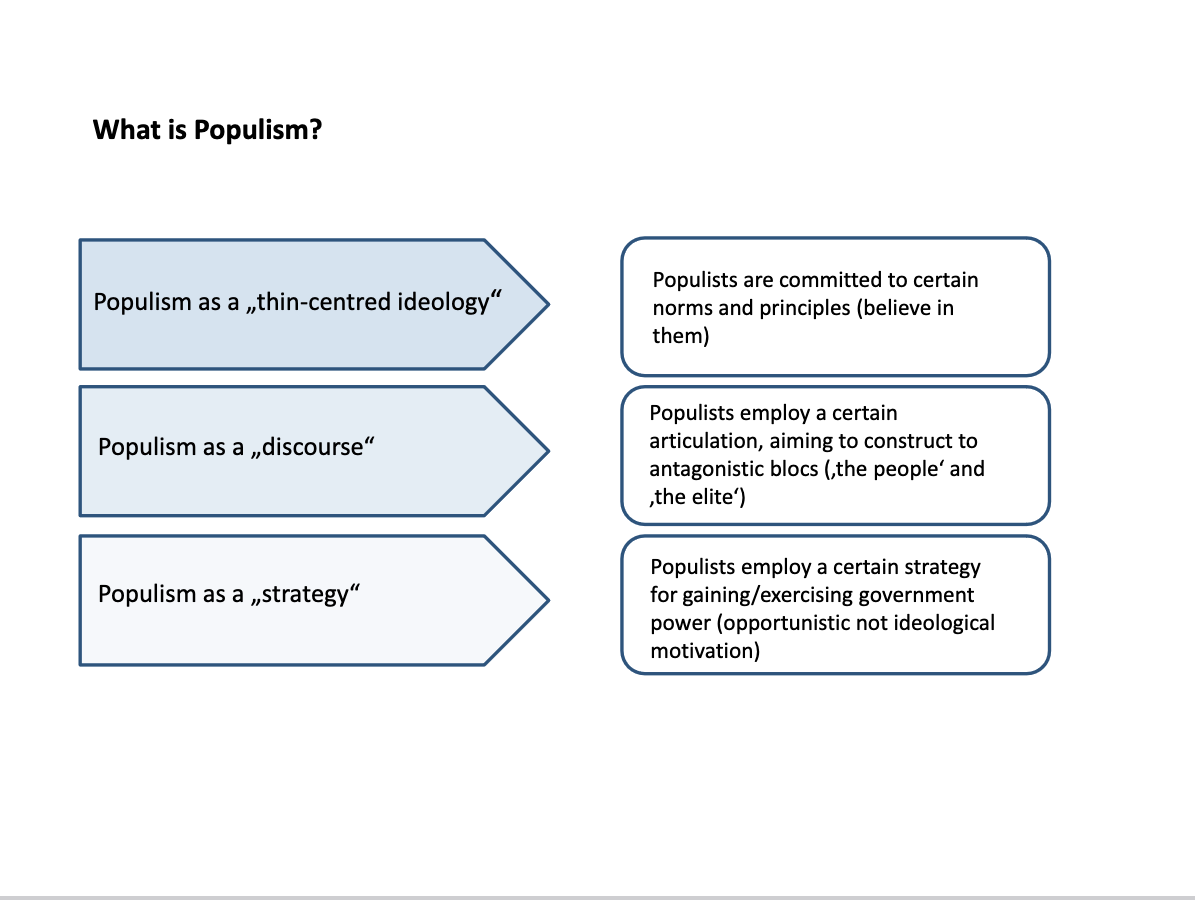 What is Populism?
Populism as a „thin-centred ideology“
Populists are committed to certain
norms and principles (believe in
them)
Populism as a „discourse“
Populists employ a certain
articulation, aiming to construct to
antagonistic blocs (‚the people‘ and
‚the elite‘)
Populism as a „strategy“
Populists employ a certain strategy
for gaining/exercising government
power (opportunistic not ideological
motivation)